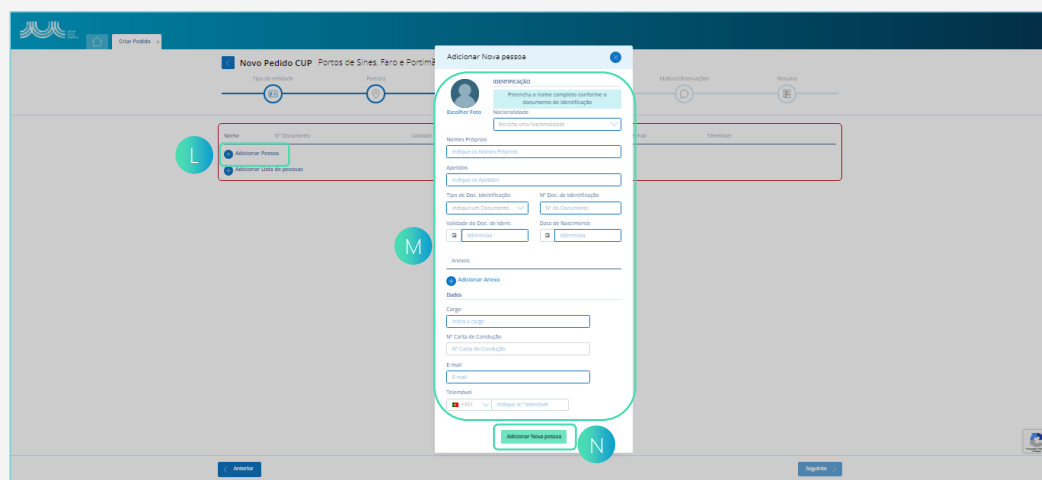 Criar Pedido
Novo Pedido CUP Portos de Sines, Faro e Portimã
Tipo de entidade
Porto(s)
Motivo/Observações
Resumo
Nome Nº Documento Validade
Telemóvel
L
Adicionar Pessoa
Adicionar Lista de pessoas
M
Adicionar Nova pessoa
IDENTIFICAÇÃO
Preencha o nome completo conforme o
documento de identificação
Escolher Foto
Nacionalidade
Escolha uma Nacionalidade
Nomes Próprios
Indique os Nomes Próprios
Apelidos
Indique os Apelidos
Tipo de Doc. Identificação Nº Doc. de Identificação
Indique um Documento Nº do Documento
Validade do Doc. de Ident. Data de Nascimento
dd/mm/aa dd/mm/aa
Anexos
Adicionar Anexo
Dados
Cargo
Insira o cargo
Nº Carta de Condução
Nº Carta de Condução
E-mail
E-mail
Telemóvel
+351 Indique N.º telemóvel
Adicionar Nova pessoa
N
Anterior
Seguinte